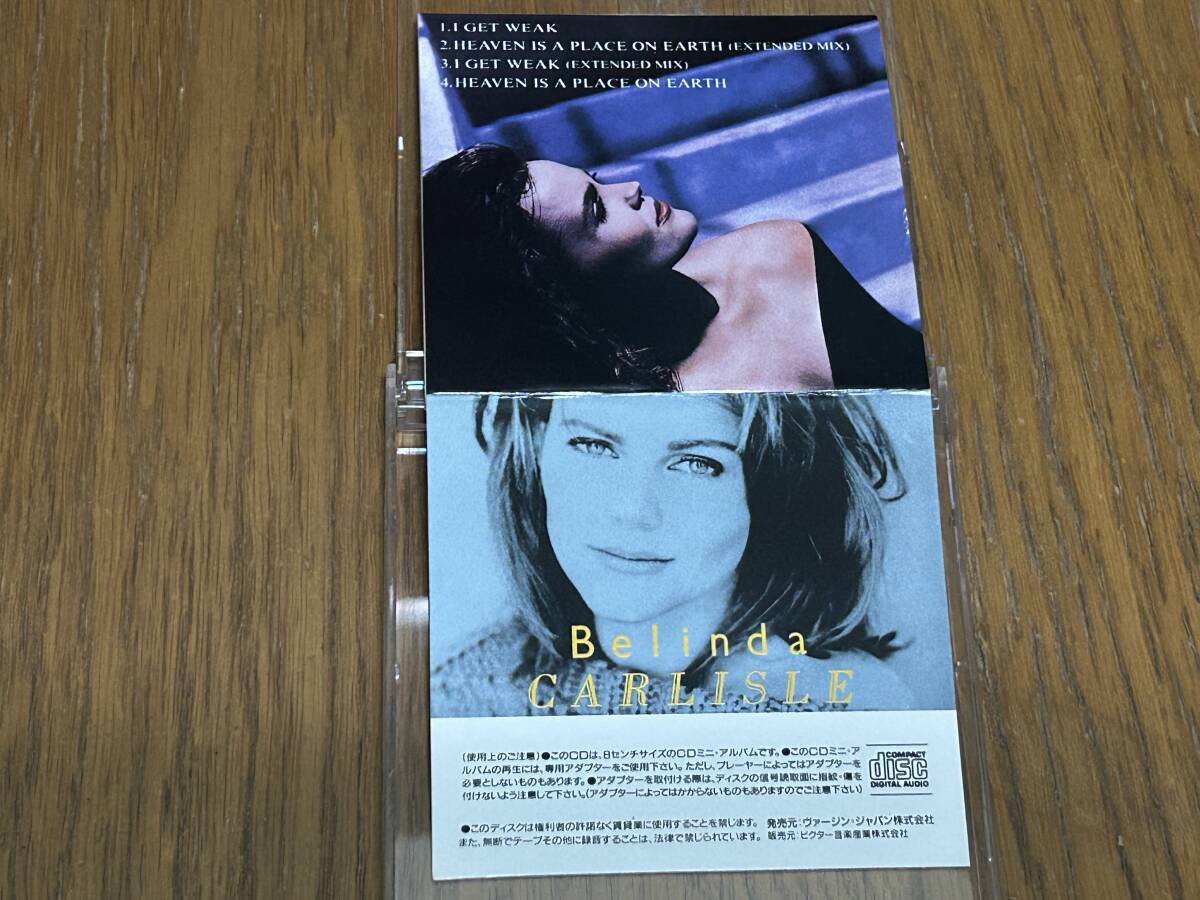 1.I GET WEAK
2.HEAVEN IS A PLACE ON EARTH (EXTENDED MIX)
3.I GET WEAK (EXTENDED MIX)
4.HEAVEN IS A PLACE ON EARTH
Belinda
CARLISLE
(使用上のご注意)●このCDは、8センチサイズのCDミニ・アルバムです。●このCDミニ・ア
ルバムの再生には、専用アダプターをご使用下さい。ただし、プレーヤーによってはアダプターを
必要としないものもあります。●アダプターを取付ける際は、ディスクの信号読取面に指紋・傷を
付けないよう注意して下さい。(アダプターによってはかからないものもありますのでご注意下さい)
COMPACT
disc
DIGITAL AUDIO
●このディスクは権利者の許諾なく賃貸業に使用することを禁じます。 発売元:ヴァージン・ジャパン株式会社
また、無断でテープその他に録音することは、法律で禁じられています。 販売元:ビクター音楽産業株式会社